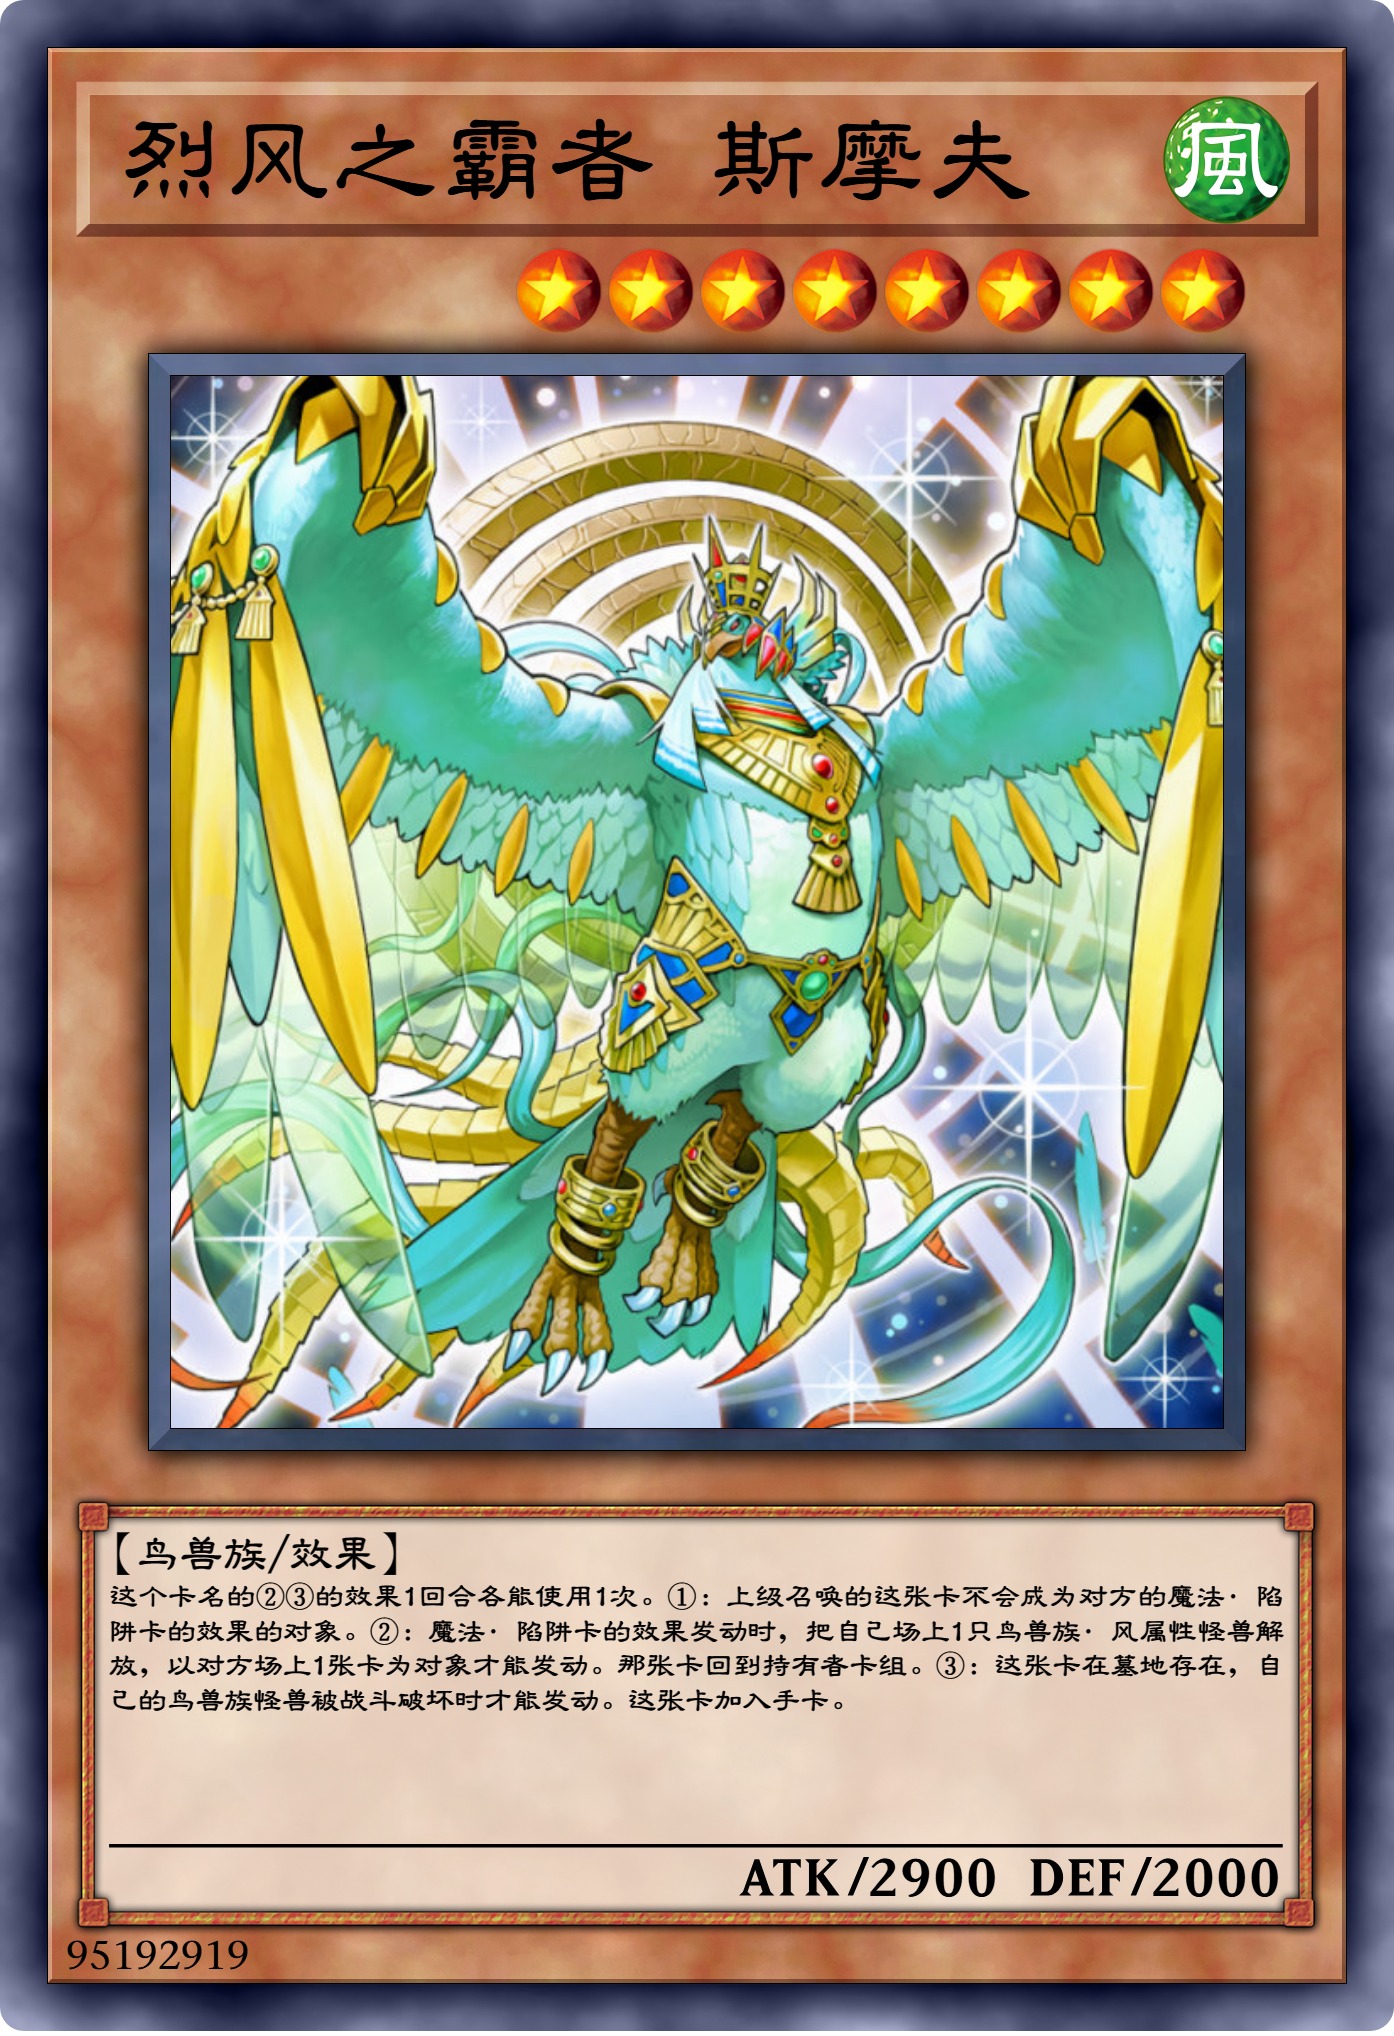 烈风之霸者 斯摩夫
風
【鸟兽族/效果】
这个卡名的②③的效果1回合各能使用1次。①：上级召唤的这张卡不会成为对方的魔法·陷
阱卡的效果的对象。②：魔法·陷阱卡的效果发动时，把自己场上1只鸟兽族·风属性怪兽解
放，以对方场上1张卡为对象才能发动。那张卡回到持有者卡组。③：这张卡在墓地存在，自
己的鸟兽族怪兽被战斗破坏时才能发动。这张卡加入手卡。
ATK/2900 DEF/2000
95192919